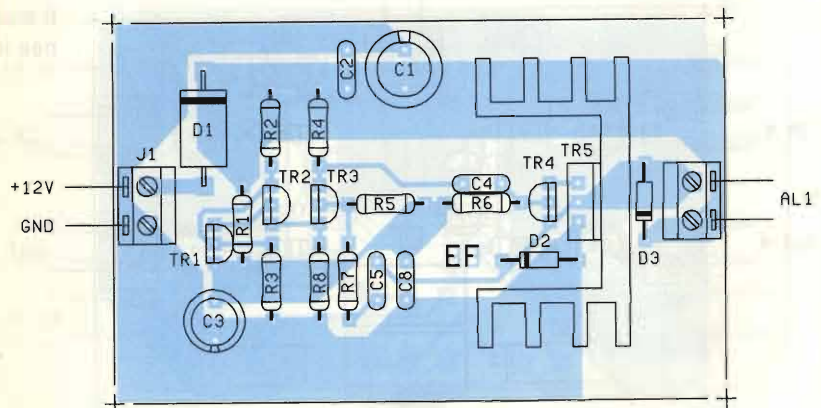 C2
C1
D1
R2
R4
J1
TR4
TR5
+12V
TR2
TR3
C4
AL1
R5
R6
GND
R1
TR1
EF
D2
D3
R3
R8
R7
C5
C8
C3